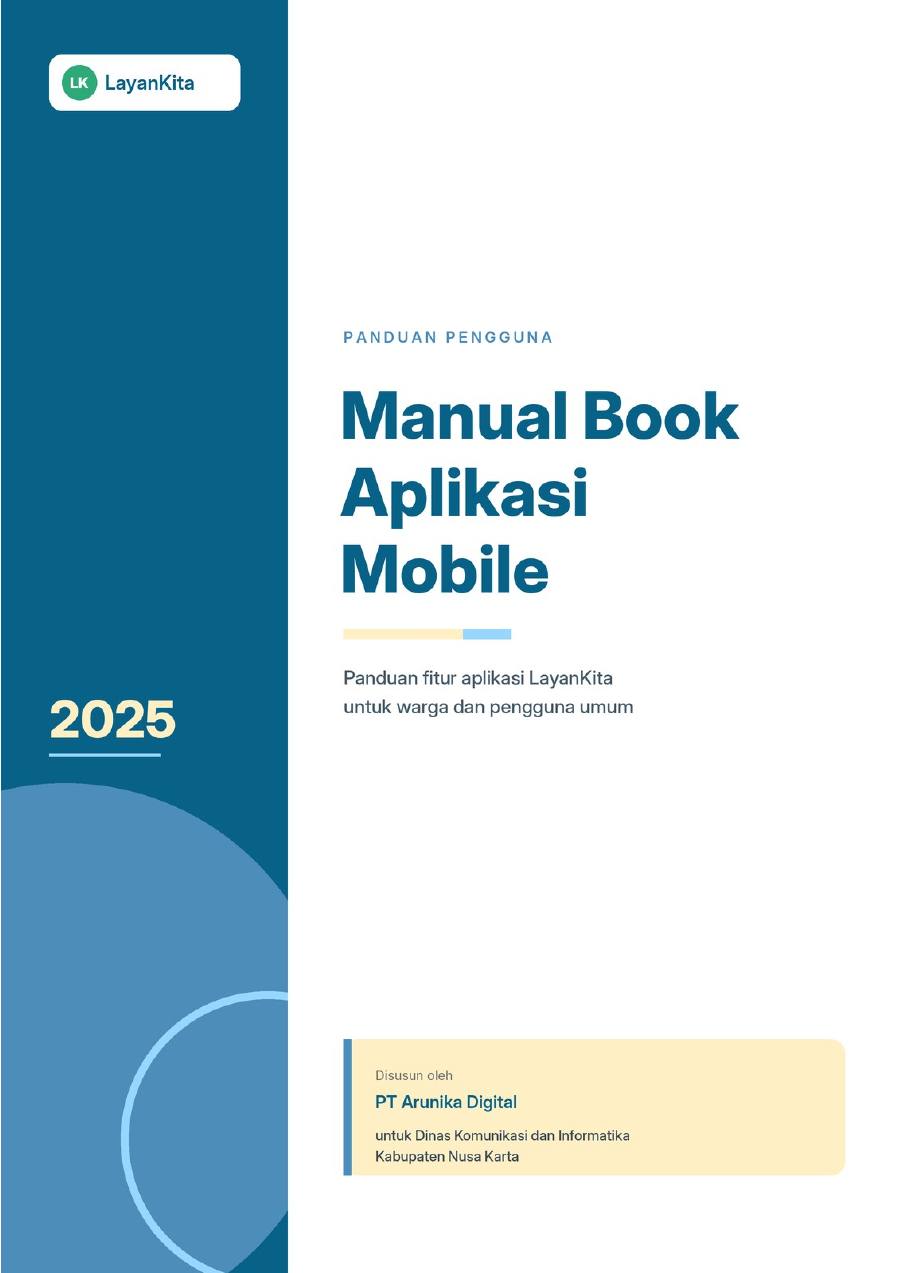 LK LayanKita
PANDUAN PENGGUNA
Manual Book
Aplikasi
Mobile
Panduan fitur aplikasi LayanKita
untuk warga dan pengguna umum
2025
Disusun oleh
PT Arunika Digital
untuk Dinas Komunikasi dan Informatika
Kabupaten Nusa Karta